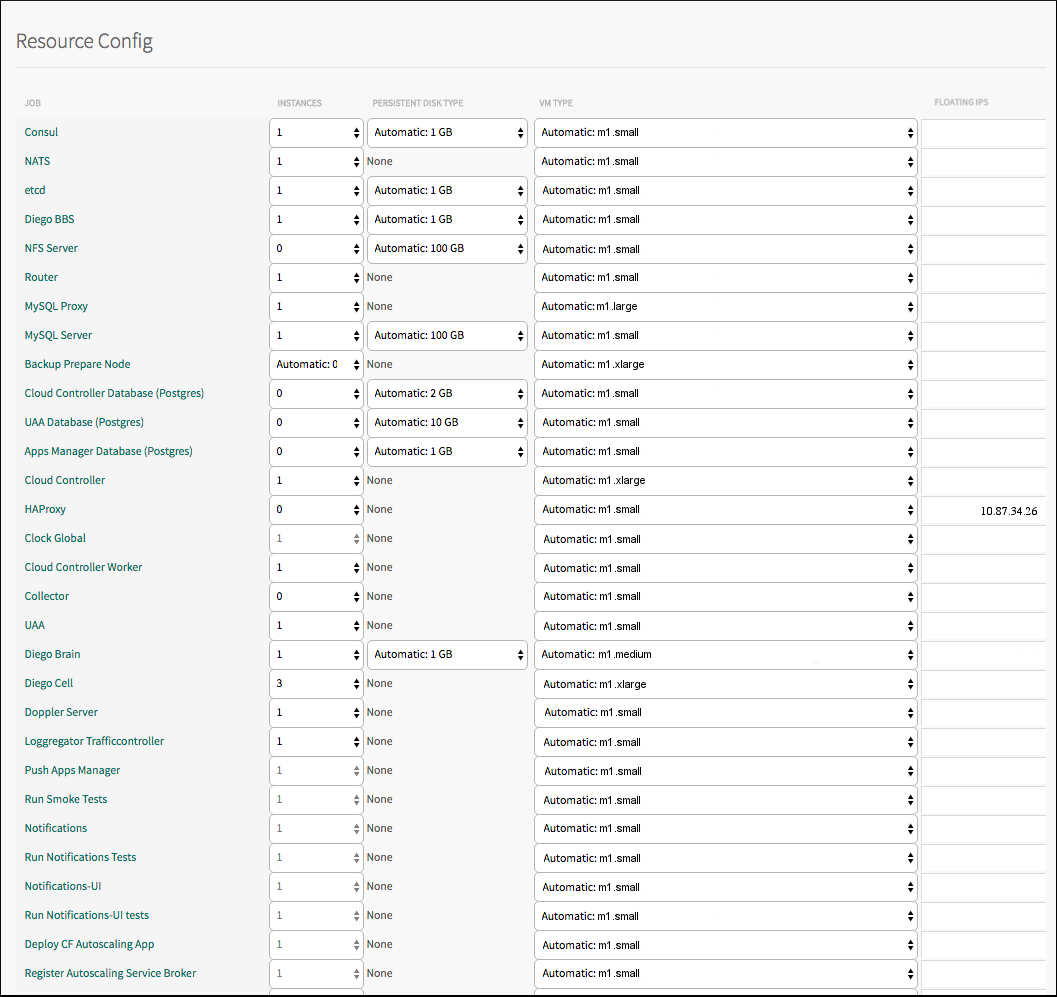 Resource Config
JOB INSTANCES PERSISTENT DISK TYPE VM TYPE FLOATING IPS
Consul 1 Automatic: 1 GB Automatic: m1.small
NATS 1 None Automatic: m1.small
etcd 1 Automatic: 1 GB Automatic: m1.small
Diego BBS 1 Automatic: 1 GB Automatic: m1.small
NFS Server 0 Automatic: 100 GB Automatic: m1.small
Router 1 None Automatic: m1.small
MySQL Proxy 1 None Automatic: m1.large
MySQL Server 1 Automatic: 100 GB Automatic: m1.small
Backup Prepare Node Automatic: 0 None Automatic: m1.xlarge
Cloud Controller Database (Postgres) 0 Automatic: 2 GB Automatic: m1.small
UAA Database (Postgres) 0 Automatic: 10 GB Automatic: m1.small
Apps Manager Database (Postgres) 0 Automatic: 1 GB Automatic: m1.small
Cloud Controller 1 None Automatic: m1.xlarge
HAProxy 0 None Automatic: m1.small 10.87.34.26
Clock Global 1 None Automatic: m1.small
Cloud Controller Worker 1 None Automatic: m1.small
Collector 0 None Automatic: m1.small
UAA 1 None Automatic: m1.small
Diego Brain 1 Automatic: 1 GB Automatic: m1.medium
Diego Cell 3 None Automatic: m1.xlarge
Doppler Server 1 None Automatic: m1.small
Loggregator Trafficcontroller 1 None Automatic: m1.small
Push Apps Manager 1 None Automatic: m1.small
Run Smoke Tests 1 None Automatic: m1.small
Notifications 1 None Automatic: m1.small
Run Notifications Tests 1 None Automatic: m1.small
Notifications-UI 1 None Automatic: m1.small
Run Notifications-UI tests 1 None Automatic: m1.small
Deploy CF Autoscaling App 1 None Automatic: m1.small
Register Autoscaling Service Broker 1 None Automatic: m1.small